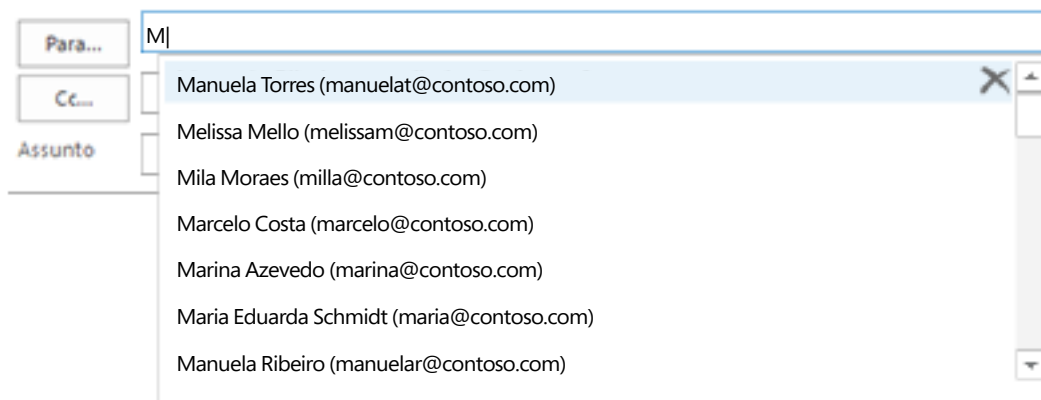 Para...
M
Manuela Torres (manuelat@contoso.com)
Cc...
Melissa Mello (melissam@contoso.com)
Assunto
Mila Moraes (milla@contoso.com)
Marcelo Costa (marcelo@contoso.com)
Marina Azevedo (marina@contoso.com)
Maria Eduarda Schmidt (maria@contoso.com)
Manuela Ribeiro (manuelar@contoso.com)